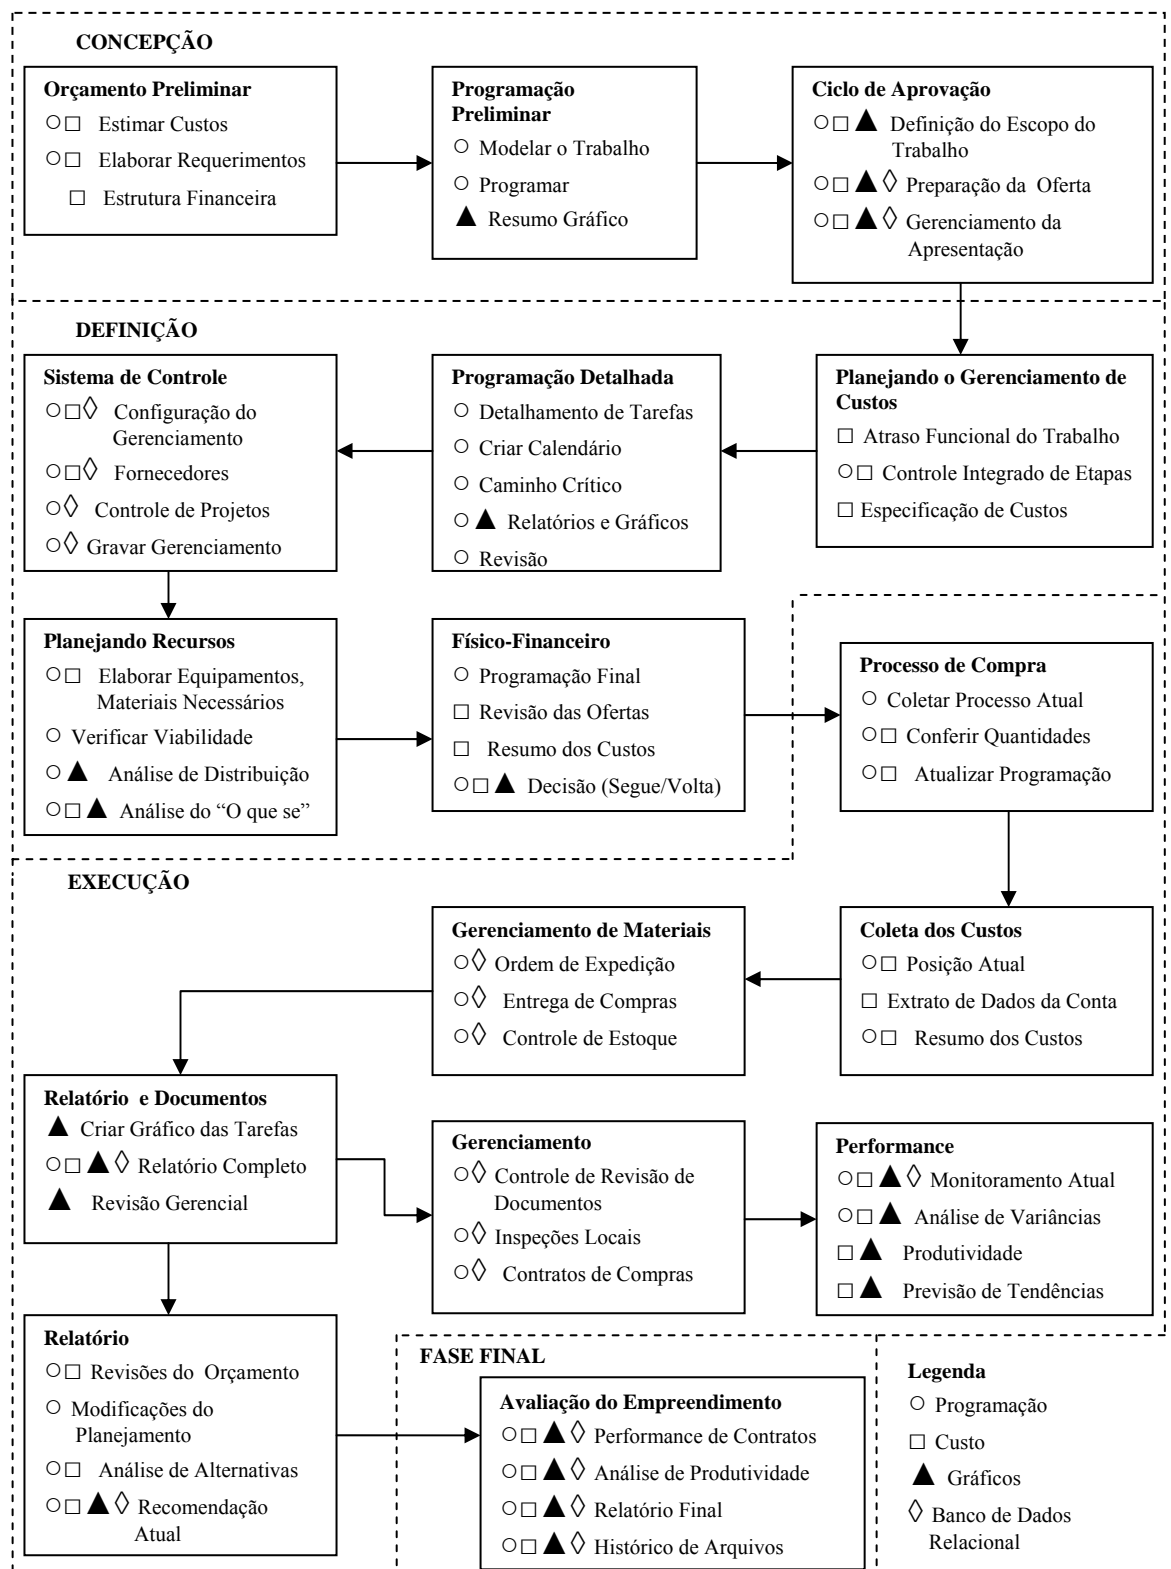 CONCEPÇÃO
Orçamento Preliminar
○□ Estimar Custos
○□ Elaborar Requerimentos
□ Estrutura Financeira
Programação
Preliminar
○ Modelar o Trabalho
○ Programar
▲ Resumo Gráfico
Ciclo de Aprovação
○□▲ Definição do Escopo do
Trabalho
○□▲◊ Preparação da Oferta
○□▲◊ Gerenciamento da
Apresentação
DEFINIÇÃO
Sistema de Controle
○□◊ Configuração do
Gerenciamento
○□◊ Fornecedores
○◊ Controle de Projetos
○◊ Gravar Gerenciamento
Programação Detalhada
○ Detalhamento de Tarefas
○ Criar Calendário
○ Caminho Crítico
○▲ Relatórios e Gráficos
○ Revisão
Planejando o Gerenciamento de
Custos
□ Atraso Funcional do Trabalho
○□ Controle Integrado de Etapas
□ Especificação de Custos
Planejando Recursos
○□ Elaborar Equipamentos,
Materiais Necessários
○ Verificar Viabilidade
○▲ Análise de Distribuição
○□▲ Análise do “O que se”
Físico-Financeiro
○ Programação Final
□ Revisão das Ofertas
□ Resumo dos Custos
○□▲ Decisão (Segue/Volta)
Processo de Compra
○ Coletar Processo Atual
○□ Conferir Quantidades
○□ Atualizar Programação
EXECUÇÃO
Gerenciamento de Materiais
○◊ Ordem de Expedição
○◊ Entrega de Compras
○◊ Controle de Estoque
Coleta dos Custos
○□ Posição Atual
□ Extrato de Dados da Conta
○□ Resumo dos Custos
Relatório e Documentos
▲ Criar Gráfico das Tarefas
○□▲◊ Relatório Completo
▲ Revisão Gerencial
Gerenciamento
○◊ Controle de Revisão de
Documentos
○◊ Inspeções Locais
○◊ Contratos de Compras
Performance
○□▲◊ Monitoramento Atual
○□▲ Análise de Variâncias
□▲ Produtividade
□▲ Previsão de Tendências
Relatório
○□ Revisões do Orçamento
○ Modificações do
Planejamento
○□ Análise de Alternativas
○□▲◊ Recomendação
Atual
FASE FINAL
Avaliação do Empreendimento
○□▲◊ Performance de Contratos
○□▲◊ Análise de Produtividade
○□▲◊ Relatório Final
○□▲◊ Histórico de Arquivos
Legenda
○ Programação
□ Custo
▲ Gráficos
◊ Banco de Dados
Relacional